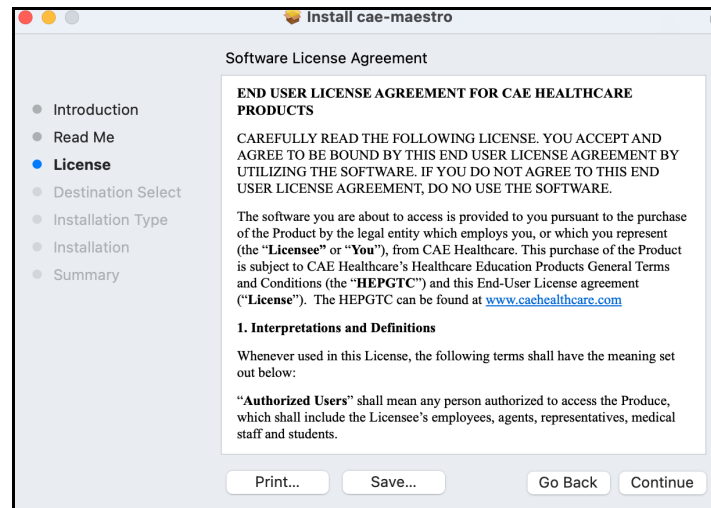 Install cae-maestro
Software License Agreement
Introduction
Read Me
License
Destination Select
Installation Type
Installation
Summary
END USER LICENSE AGREEMENT FOR CAE HEALTHCARE
PRODUCTS
CAREFULLY READ THE FOLLOWING LICENSE. YOU ACCEPT AND
AGREE TO BE BOUND BY THIS END USER LICENSE AGREEMENT BY
UTILIZING THE SOFTWARE. IF YOU DO NOT AGREE TO THIS END
USER LICENSE AGREEMENT, DO NO USE THE SOFTWARE.
The software you are about to access is provided to you pursuant to the purchase
of the Product by the legal entity which employs you, or which you represent
(the “Licensee” or “You”), from CAE Healthcare. This purchase of the Product
is subject to CAE Healthcare’s Healthcare Education Products General Terms
and Conditions (the “HEPGTC”) and this End-User License agreement
(“License”). The HEPGTC can be found at www.caehealthcare.com
1. Interpretations and Definitions
Whenever used in this License, the following terms shall have the meaning set
out below:
“Authorized Users” shall mean any person authorized to access the Produce,
which shall include the Licensee’s employees, agents, representatives, medical
staff and students.
Print...
Save...
Go Back
Continue